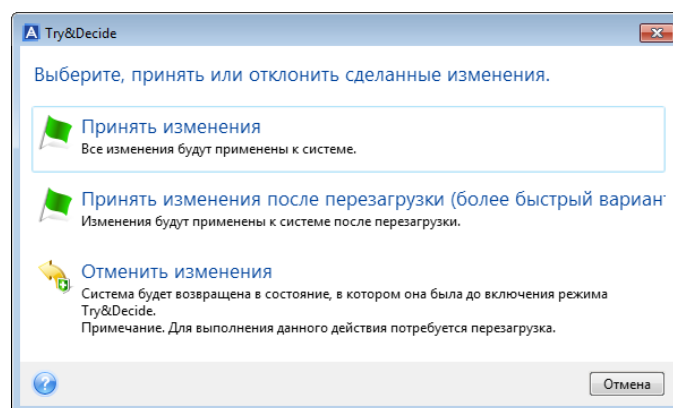 Try&Decide
Выберите, принять или отклонить сделанные изменения.
Принять изменения
Все изменения будут применены к системе.
Принять изменения после перезагрузки (более быстрый вариант
Изменения будут применены к системе после перезагрузки.
Отменить изменения
Система будет возвращена в состояние, в котором она была до включения режима
Try&Decide.
Примечание. Для выполнения данного действия потребуется перезагрузка.
Отмена